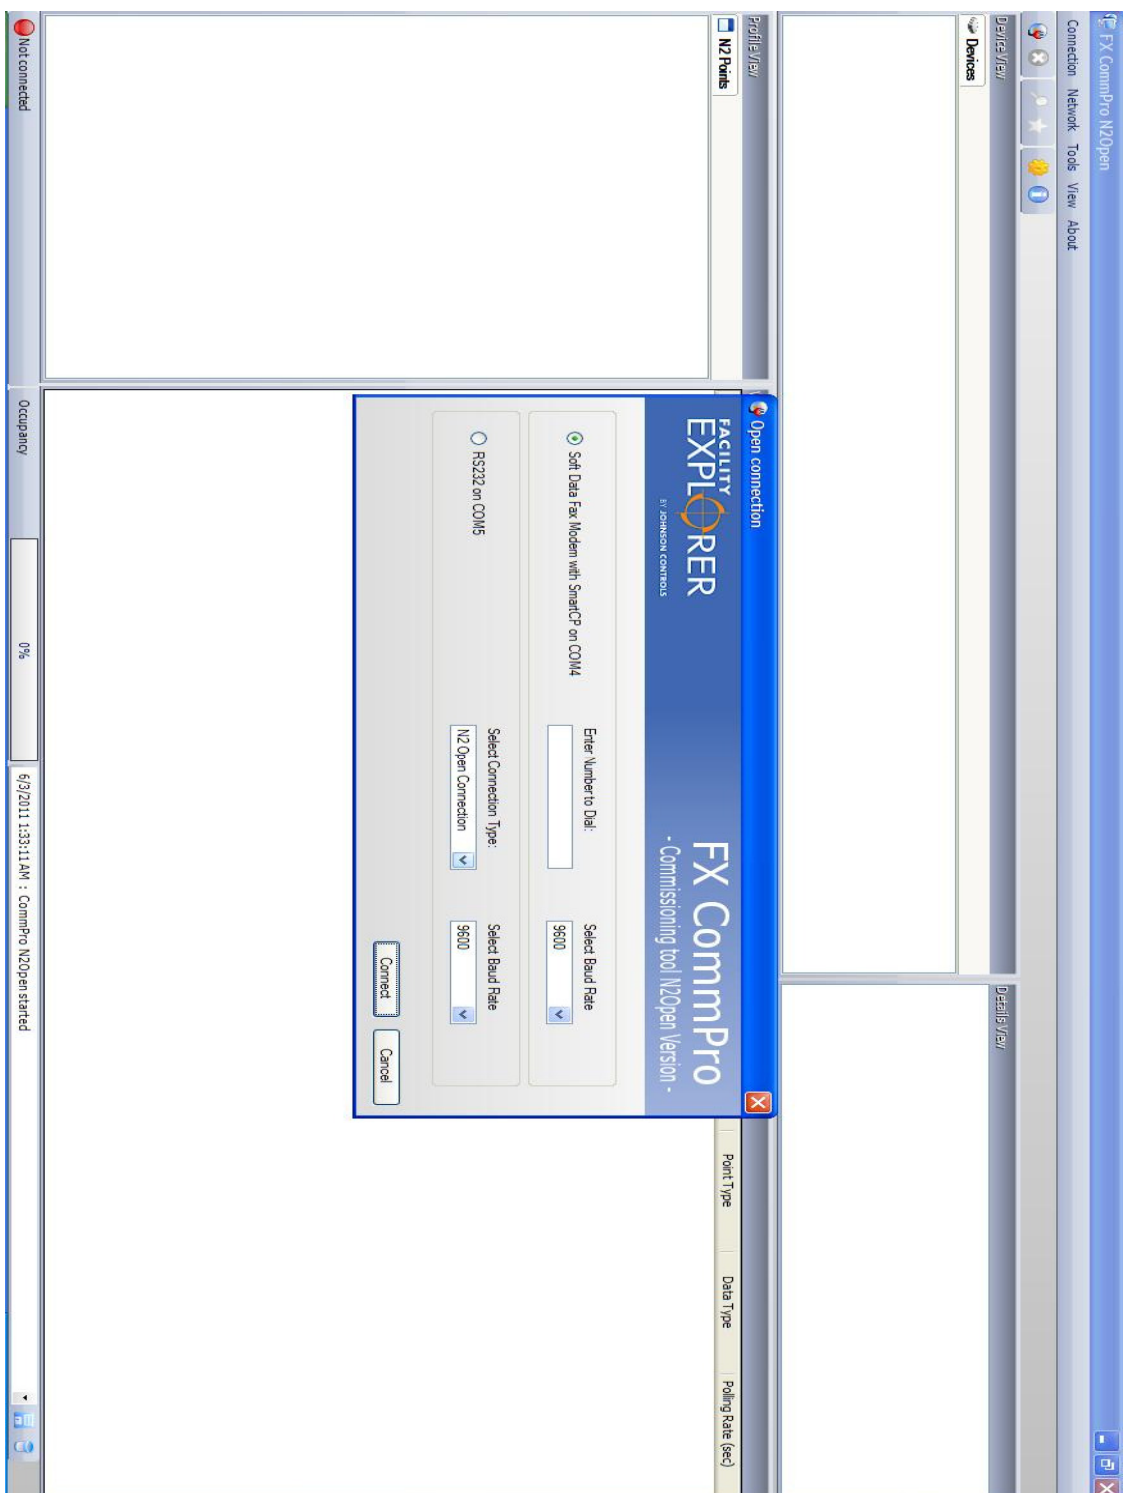 FX CommPro N2Open
Connection Network Tools View About
Device View
Details View
Devices
Profile View
N2 Points
Point Type
Data Type
Polling Rate (sec)
Open connection
FACILITY
EXPLORER
BY JOHNSON CONTROLS
FX CommPro
- Commissioning tool N2Open Version -
Enter Number to Dial:
Select Baud Rate
Soft Data Fax Modem with SmartCP on COM4
9600
Select Connection Type:
Select Baud Rate
RS232 on COM5
N2 Open Connection
9600
Connect
Cancel
Not connected
Occupancy
0%
6/3/2011 1:33:11 AM : CommPro N2Open started